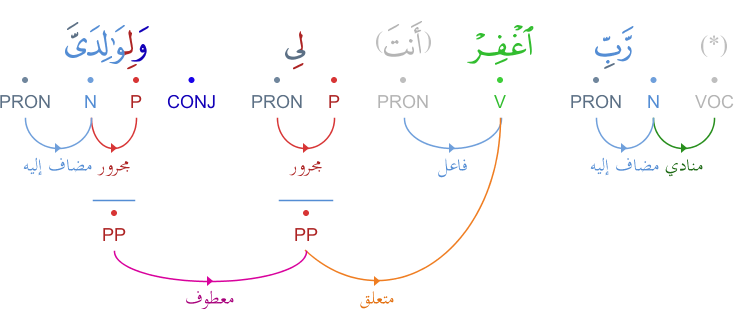 (*) رَّبِّ ٱغْفِرْ (أَنتَ) لِى وَلِوَٰلِدَىَّ
VOC N PRON V PRON P PRON CONJ P N PRON
منادي مضاف إليه فاعل مجرور مجرور مضاف إليه
PP PP
متعلق معطوف